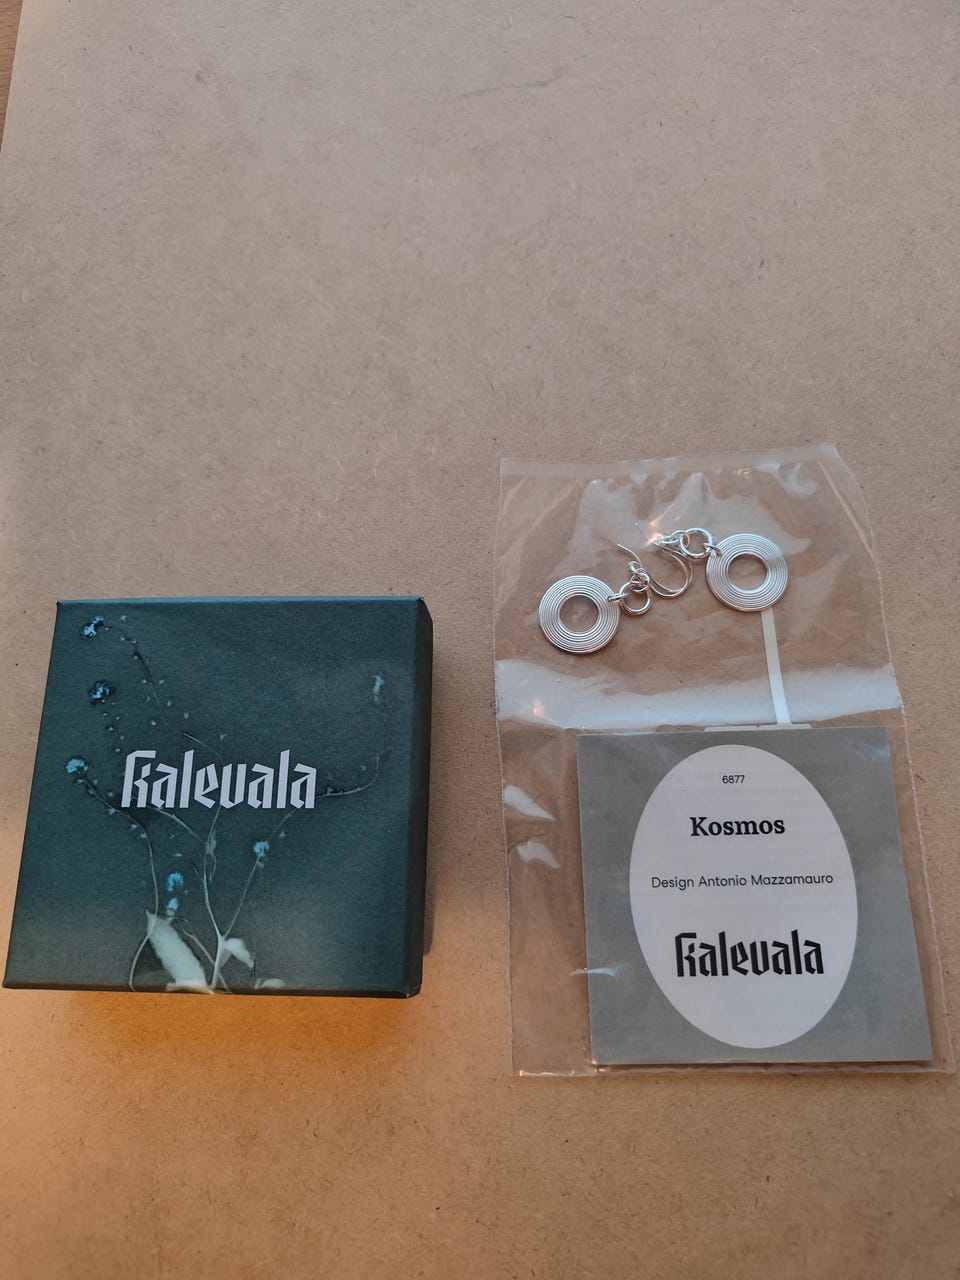 Kalevala
6877
Kosmos
Design Antonio Mazzamauro
Kalevala